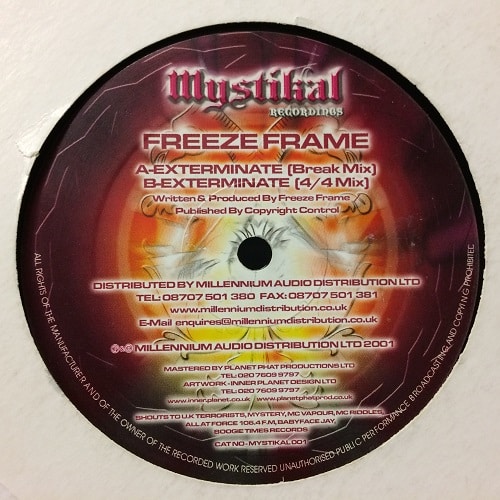 Mystikal
RECORDINGS
FREEZE FRAME
A-EXTERMINATE (Break Mix)
B-EXTERMINATE (4/4 Mix)
Written & Produced By Freeze Frame
Published By Copyright Control
DISTRIBUTED BY MILLENNIUM AUDIO DISTRIBUTION LTD
TEL: 08707 501 380 FAX: 08707 501 381
www.millenniumdistribution.co.uk
E-Mail enquires@millenniumdistribution.co.uk
℗&© MILLENNIUM AUDIO DISTRIBUTION LTD 2001
MASTERED BY PLANET PHAT PRODUCTIONS LTD
TEL: 020 7609 9797
ARTWORK - INNER PLANET DESIGN LTD
TEL: 020 7609 9797
www.innerplanet.co.uk www.planetphatprod.co.uk
SHOUTS TO U.K TERRORISTS, MYSTERY, MC VAPOUR, MC RIDDLES,
ALL AT FORCE 106.4 F.M, BABYFACE JAY,
BOOGIE TIMES RECORDS
CAT NO - MYSTIKAL 001
ALL RIGHTS OF THE MANUFACTURER AND OF THE OWNER OF THE RECORDED WORK RESERVED UNAUTHORISED PUBLIC PERFORMANCE BROADCASTING AND COPYING PROHIBITED